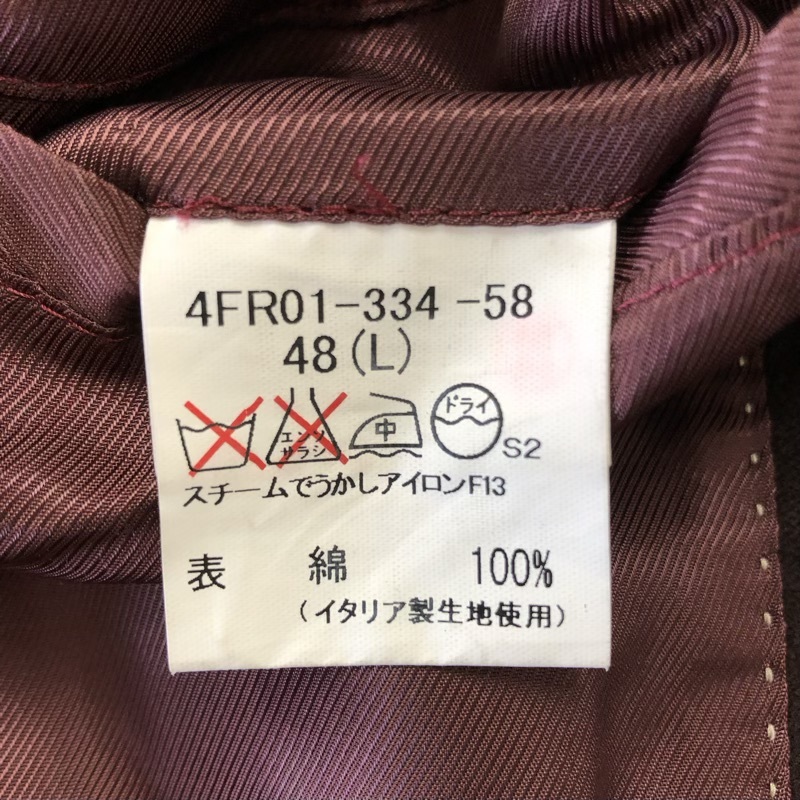 4FR01-334-58
48(L)
エンソ
サラシ
中
ドライ
S2
スチームでうかしアイロンF13
表 綿 100%
(イタリア製生地使用)